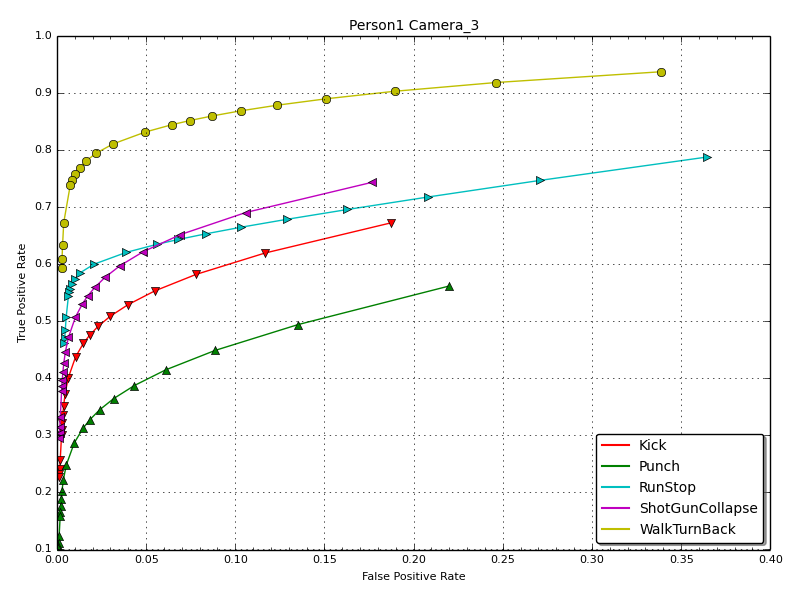 Person1 Camera_3
1.0
0.9
0.8
0.7
0.6
0.5
0.4
0.3
0.2
0.1
True Positive Rate
0.00 0.05 0.10 0.15 0.20 0.25 0.30 0.35 0.40
False Positive Rate
Kick
Punch
RunStop
ShotGunCollapse
WalkTurnBack